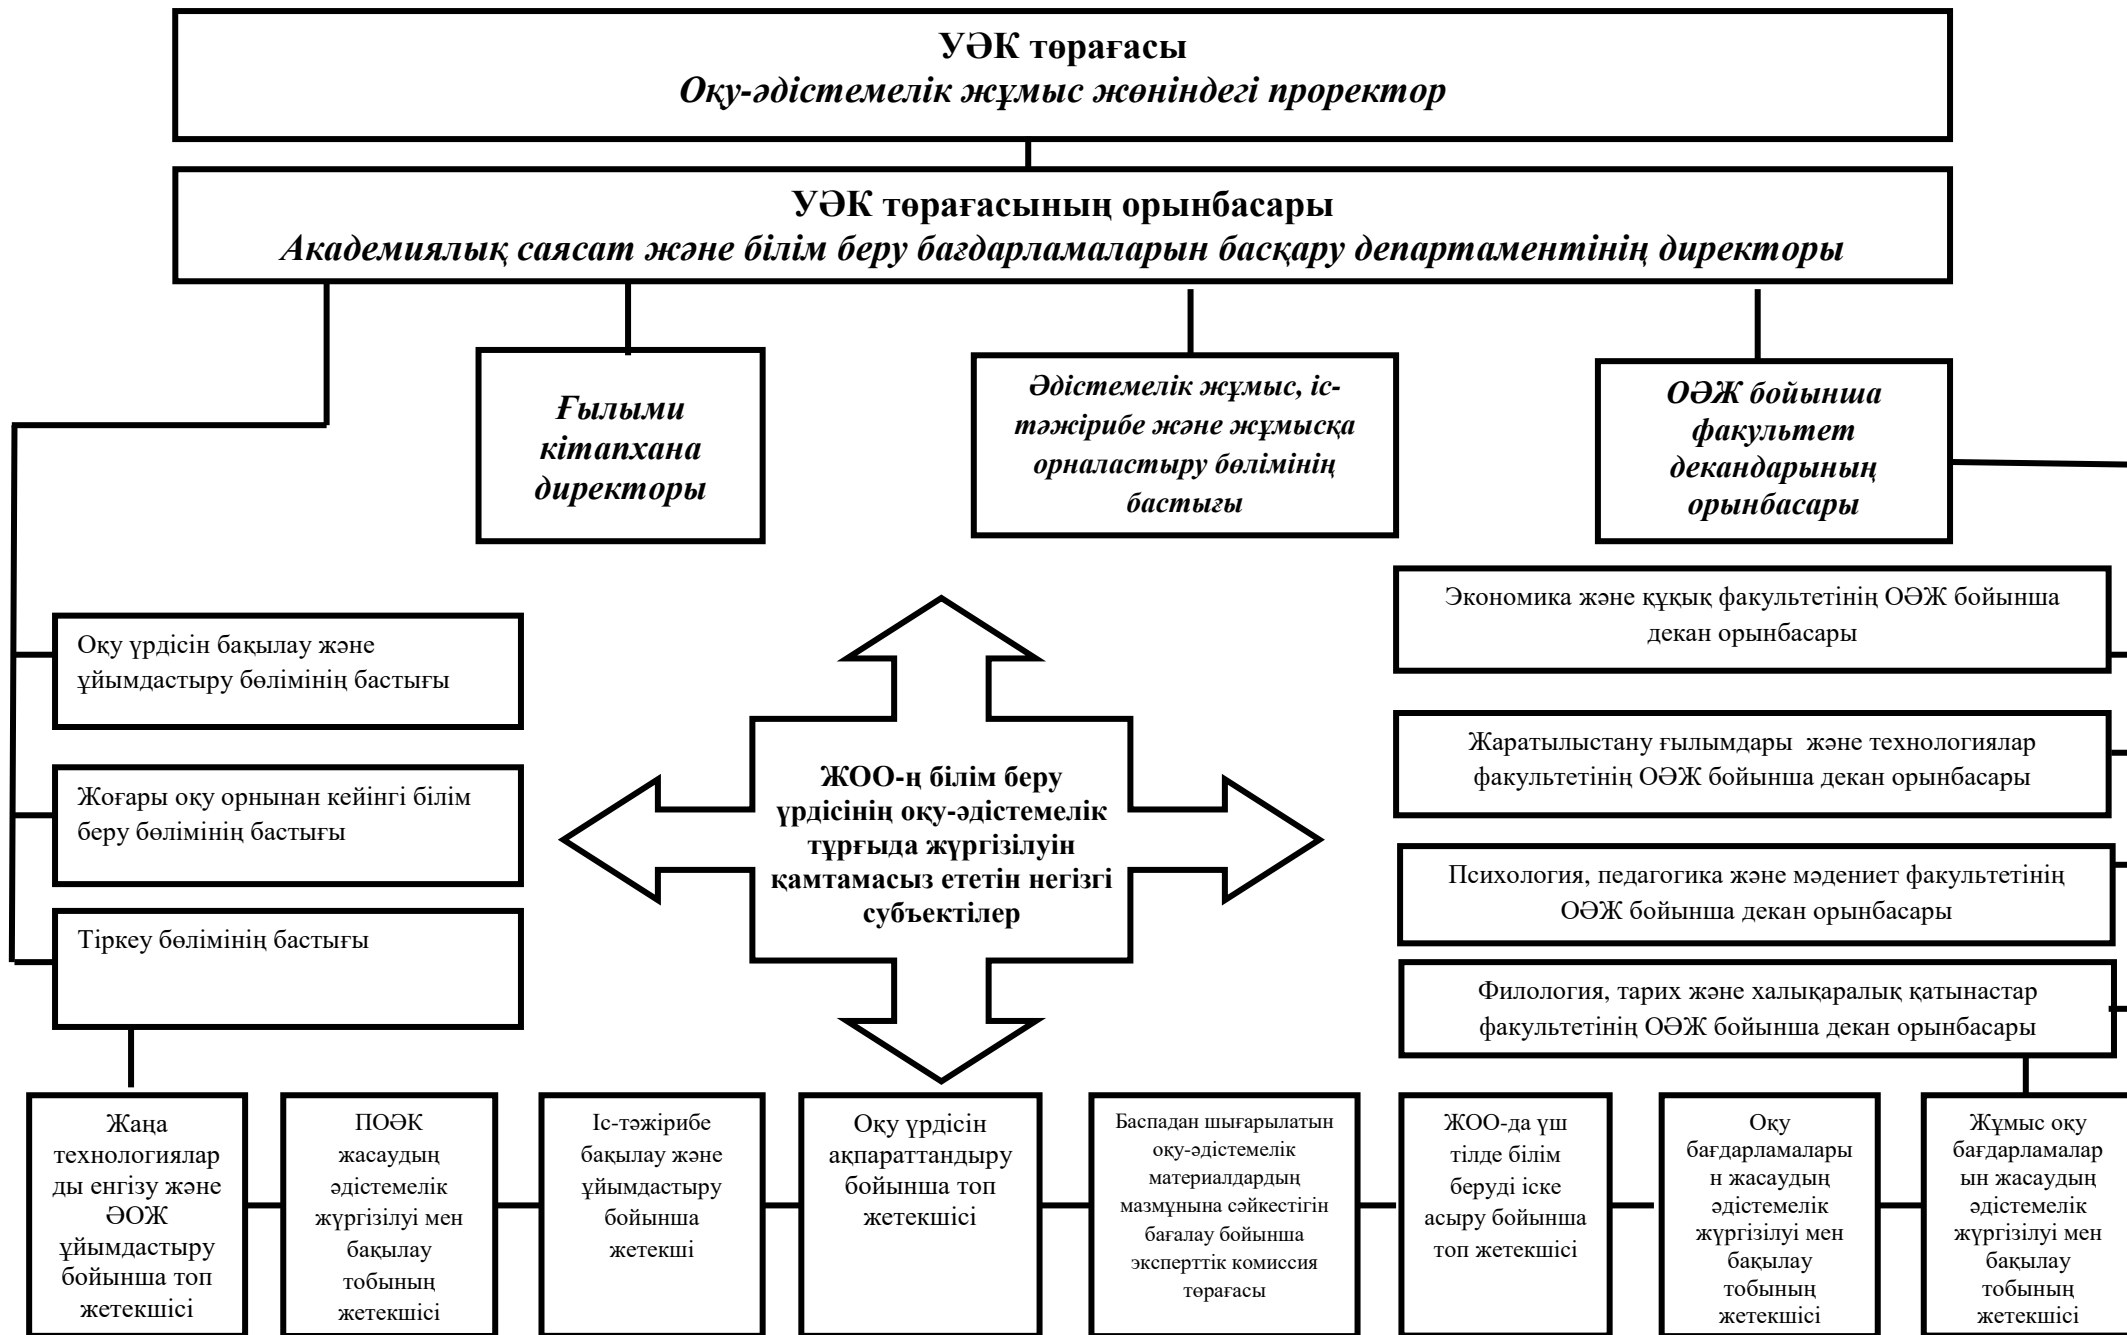 УӘК төрағасы
Оқу-әдістемелік жұмыс жөніндегі проректор
УӘК төрағасының орынбасары
Академиялық саясат және білім беру бағдарламаларын басқару департаментінің директоры
Ғылыми
кітапхана
директоры
Әдістемелік жұмыс, іс-
тәжірибе және жұмысқа
орналастыру бөлімінің
бастығы
ОӘЖ бойынша
факультет
декандарының
орынбасары
Оқу үрдісін бақылау және
ұйымдастыру бөлімінің бастығы
Жоғары оқу орнынан кейінгі білім
беру бөлімінің бастығы
Тіркеу бөлімінің бастығы
ЖОО-ң білім беру
үрдісінің оқу-әдістемелік
тұрғыда жүргізілуін
қамтамасыз ететін негізгі
субъектілер
Экономика және құқық факультетінің ОӘЖ бойынша
декан орынбасары
Жаратылыстану ғылымдары  және технологиялар
факультетінің ОӘЖ бойынша декан орынбасары
Психология, педагогика және мәдениет факультетінің
ОӘЖ бойынша декан орынбасары
Филология, тарих және халықаралық қатынастар
факультетінің ОӘЖ бойынша декан орынбасары
Жаңа
технологиялар
ды енгізу және
ӘОЖ
ұйымдастыру
бойынша топ
жетекшісі
ПОӘК
жасаудың
әдістемелік
жүргізілуі мен
бақылау
тобының
жетекшісі
Іс-тәжірибе
бақылау және
ұйымдастыру
бойынша
жетекші
Оқу үрдісін
ақпараттандыру
бойынша топ
жетекшісі
Баспадан шығарылатын
оқу-әдістемелік
материалдардың
мазмұнына сәйкестігін
бағалау бойынша
эксперттік комиссия
төрағасы
ЖОО-да үш
тілде білім
беруді іске
асыру бойынша
топ жетекшісі
Оқу
бағдарламалары
н жасаудың
әдістемелік
жүргізілуі мен
бақылау
тобының
жетекшісі
Жұмыс оқу
бағдарламалар
ын жасаудың
әдістемелік
жүргізілуі мен
бақылау
тобының
жетекшісі